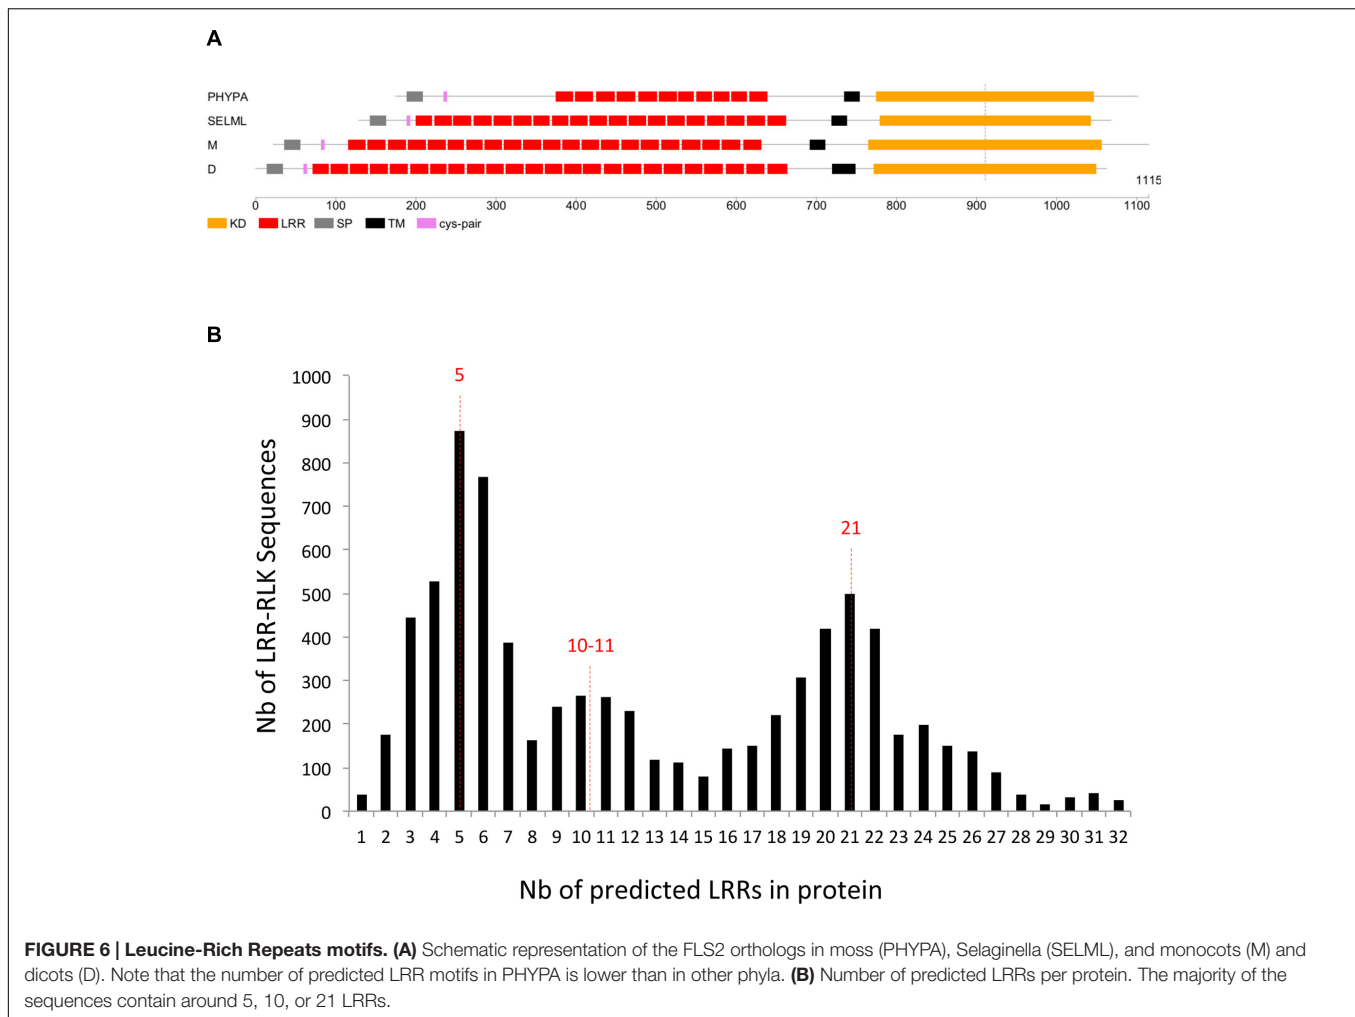 A
PHYPA
SELML
M
D
1115
0 100 200 300 400 500 600 700 800 900 1000 1100
KD LRR SP TM cys-pair
B
Nb of LRR-RLK Sequences
1000
900
800
700
600
500
400
300
200
100
0
5
10-11
21
1 2 3 4 5 6 7 8 9 10 11 12 13 14 15 16 17 18 19 20 21 22 23 24 25 26 27 28 29 30 31 32
Nb of predicted LRRs in protein
FIGURE 6 | Leucine-Rich Repeats motifs. (A) Schematic representation of the FLS2 orthologs in moss (PHYPA), Selaginella (SELML), and monocots (M) and
dicots (D). Note that the number of predicted LRR motifs in PHYPA is lower than in other phyla. (B) Number of predicted LRRs per protein. The majority of the
sequences contain around 5, 10, or 21 LRRs.